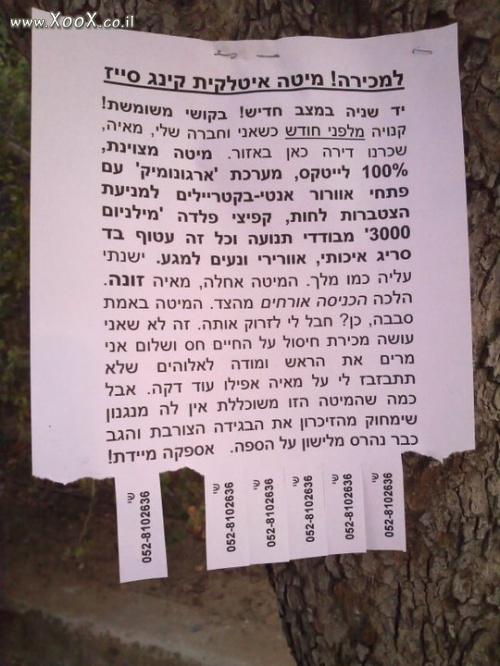 www.XooX.co.il
למכירה! מיטה איטלקית קינג סייז
יד שניה במצב חדיש! בקושי משומשת!
קנויה מלפני חודש כשאני וחברה שלי, מאיה,
שכרנו דירה כאן באזור. מיטה מצוינת,
100% לייטקס, מערכת 'ארגונומיק' עם
פתחי אוורור אנטי-בקטריילים למניעת
הצטברות לחות, קפיצי פלדה 'מילניום
3000' מבודדי תנועה וכל זה עטוף בד
סריג איכותי, אוורירי ונעים למגע. ישנתי
עליה כמו מלך. המיטה אחלה, מאיה זונה.
הלכה הכניסה אורחים מהצד. המיטה באמת
סבבה, כן? חבל לי לזרוק אותה. זה לא שאני
עושה מכירת חיסול על החיים חס ושלום אני
מרים את הראש ומודה לאלוהים שלא
תתבזבז לי על מאיה אפילו עוד דקה. אבל
כמה שהמיטה הזו משוכללת אין לה מנגנון
שימחוק מהזיכרון את הבגידה הצורבת והגב
כבר נהרס מלישון על הספה. אספקה מיידת!
שי 052-8102636
שי 052-8102636
שי 052-8102636
שי 052-8102636
שי 052-8102636
שי 052-8102636